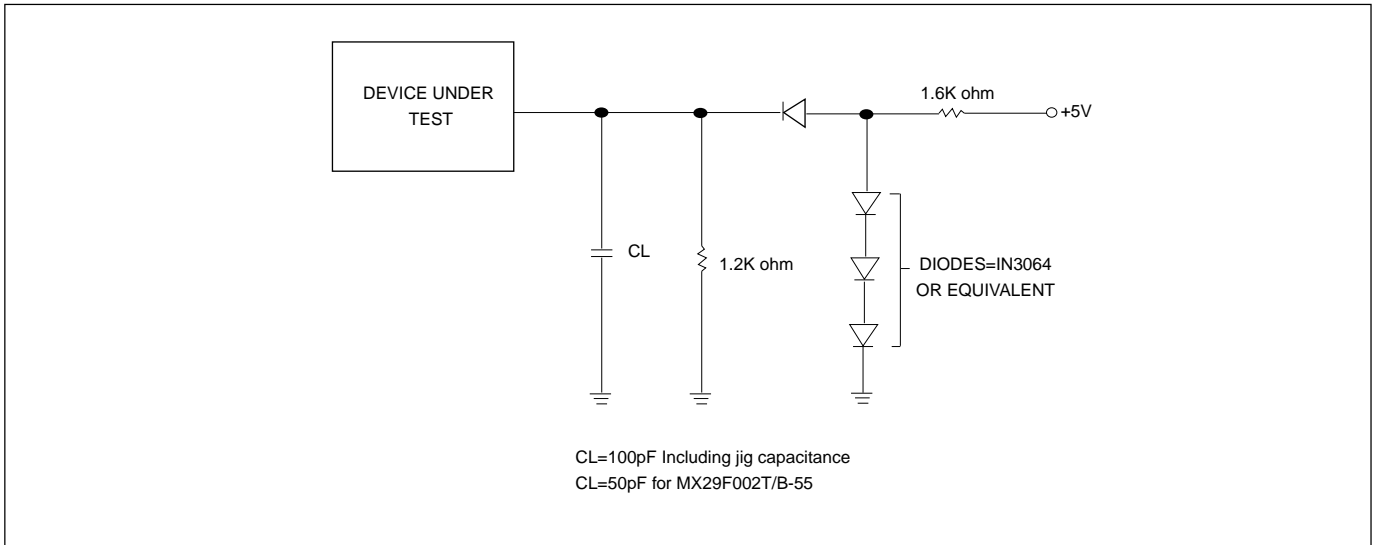 DEVICE UNDER
TEST
1.6K ohm
+5V
CL
1.2K ohm
DIODES=IN3064
OR EQUIVALENT
CL=100pF Including jig capacitance
CL=50pF for MX29F002T/B-55